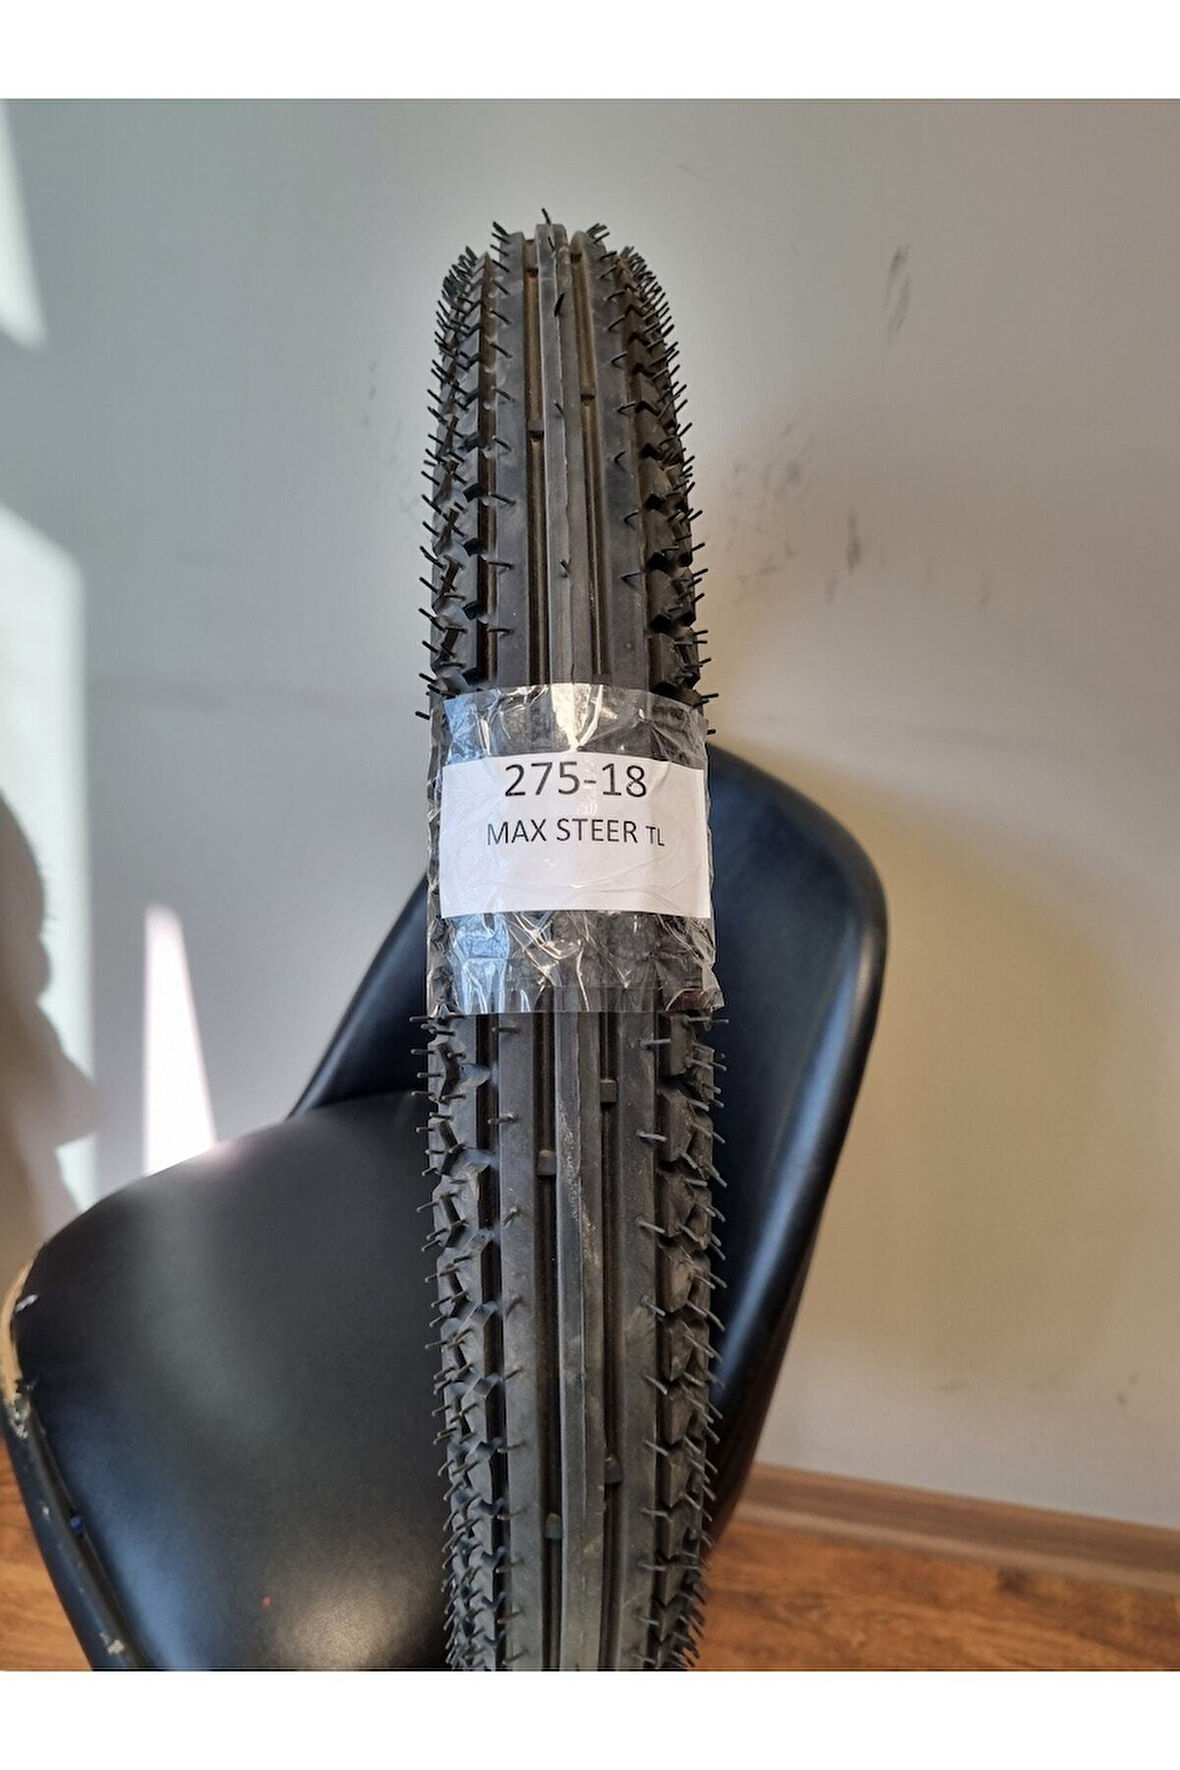 275-18
MAX STEER TL